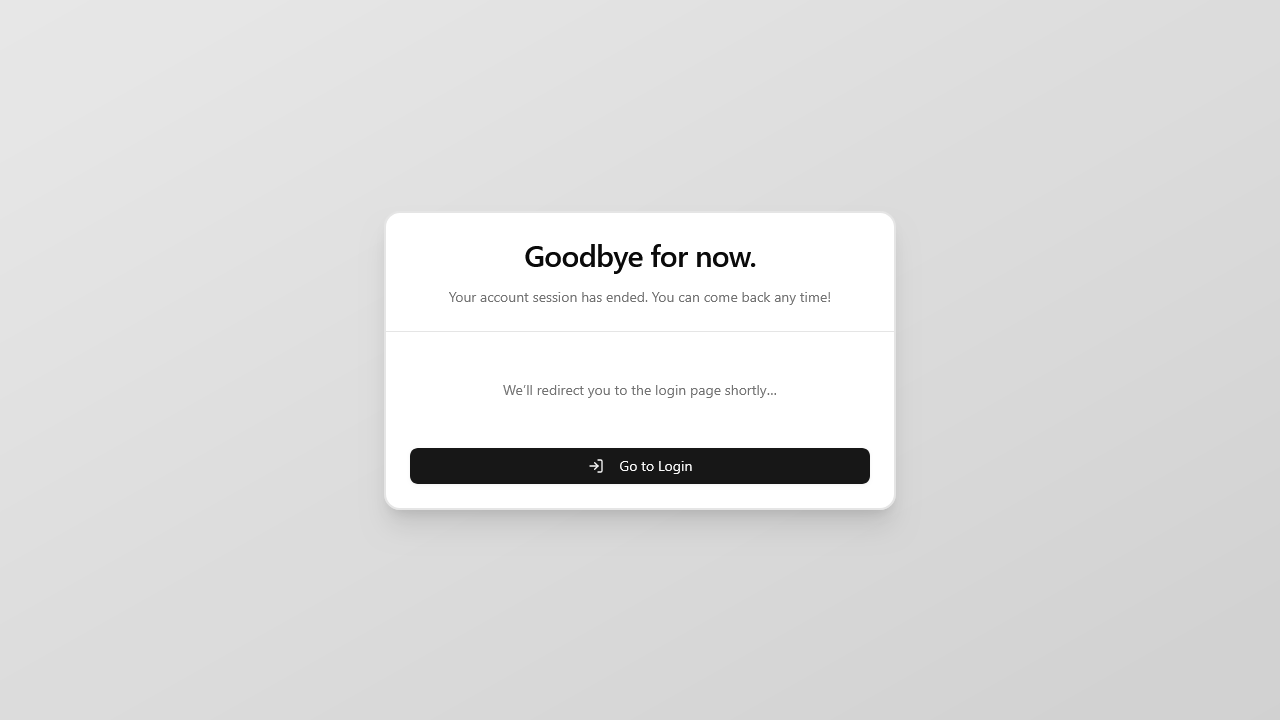 Goodbye for now.
Your account session has ended. You can come back any time!
We'll redirect you to the login page shortly...
Go to Login